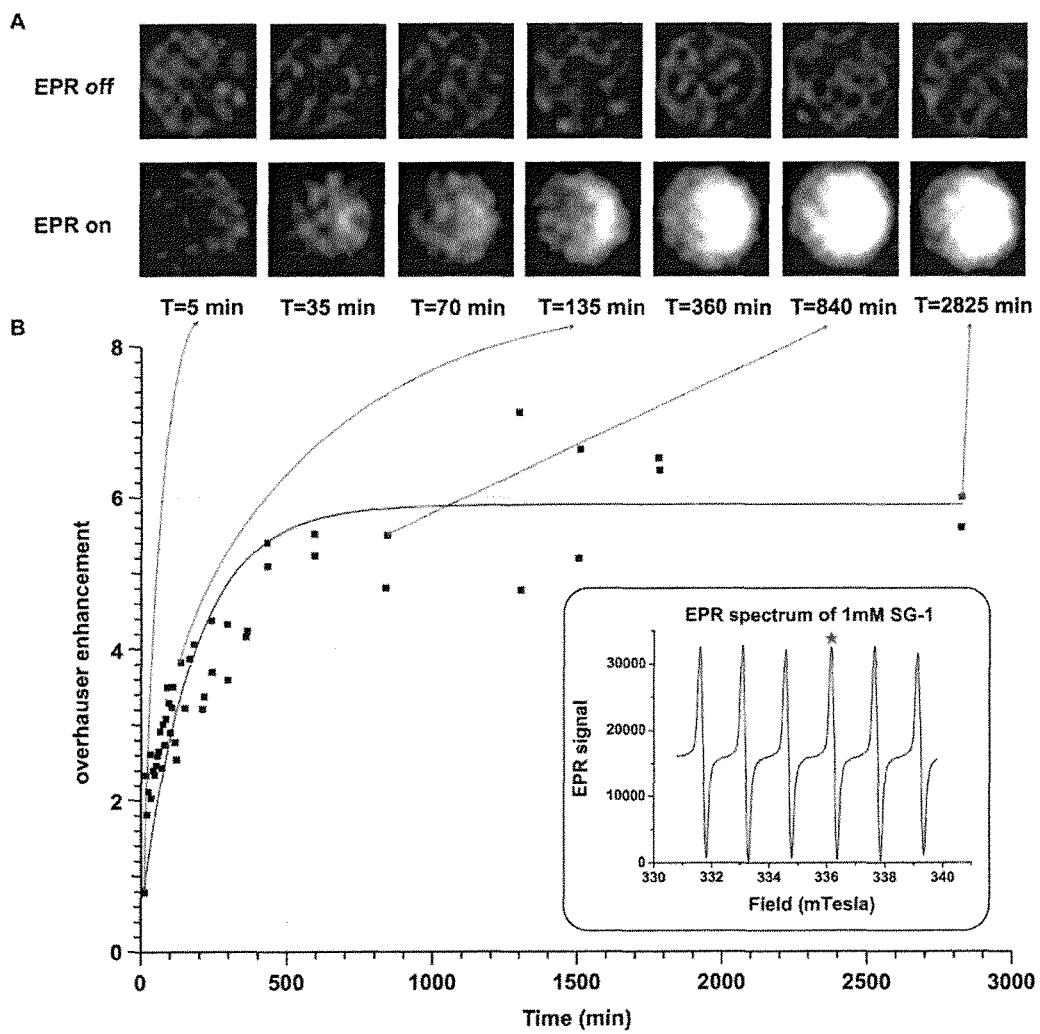 A
EPR off
EPR on
T=5 min T=35 min T=70 min T=135 min T=360 min T=840 min T=2825 min
B
8
6
4
2
0
overhauser enhancement
0 500 1000 1500 2000 2500 3000
Time (min)
EPR spectrum of 1mM SG-1
30000
20000
10000
0
EPR signal
330 332 334 336 338 340
Field (mTesla)